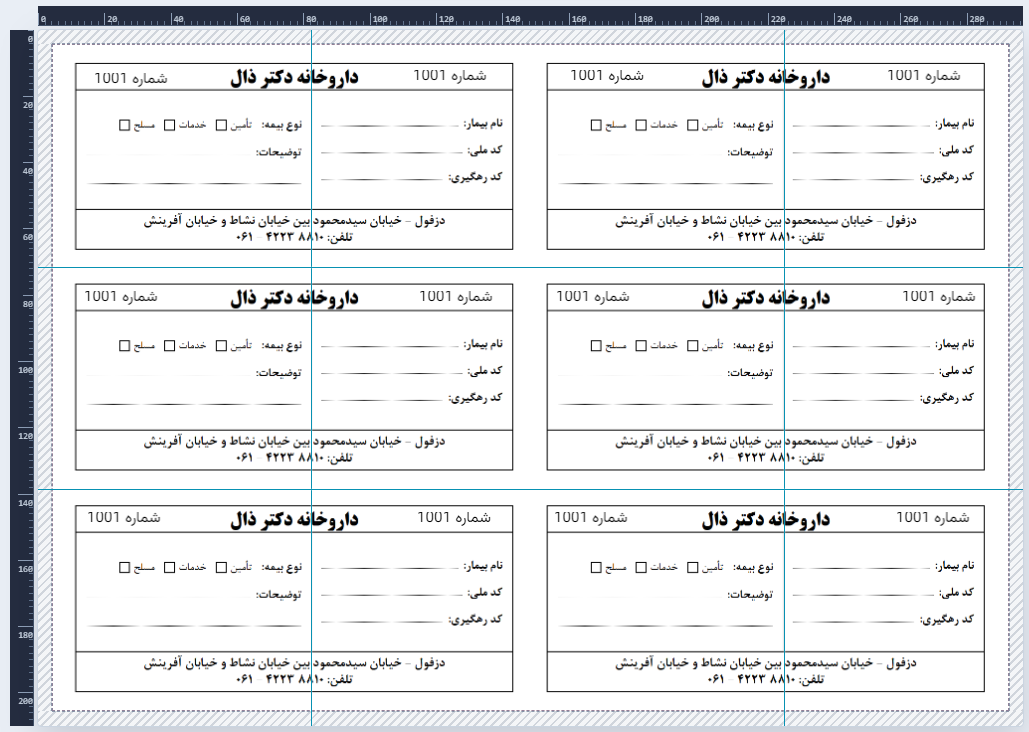 0 20 40 60 80 100 120 140 160 180 200 220 240 260 280
0
20
40
60
80
100
120
140
160
180
200
شماره 1001 داروخانه دکتر ذال شماره 1001
نام بیمار: نوع بیمه: تأمین خدمات مسلح
کد ملی: توضیحات:
کد رهگیری:
دزفول - خیابان سیدمحمود بین خیابان نشاط و خیابان آفرینش
تلفن: ۸۸۱۰ ۴۲۲۳ - ۰۶۱
شماره 1001 داروخانه دکتر ذال شماره 1001
نام بیمار: نوع بیمه: تأمین خدمات مسلح
کد ملی: توضیحات:
کد رهگیری:
دزفول - خیابان سیدمحمود بین خیابان نشاط و خیابان آفرینش
تلفن: ۸۸۱۰ ۴۲۲۳ - ۰۶۱
شماره 1001 داروخانه دکتر ذال شماره 1001
نام بیمار: نوع بیمه: تأمین خدمات مسلح
کد ملی: توضیحات:
کد رهگیری:
دزفول - خیابان سیدمحمود بین خیابان نشاط و خیابان آفرینش
تلفن: ۸۸۱۰ ۴۲۲۳ - ۰۶۱
شماره 1001 داروخانه دکتر ذال شماره 1001
نام بیمار: نوع بیمه: تأمین خدمات مسلح
کد ملی: توضیحات:
کد رهگیری:
دزفول - خیابان سیدمحمود بین خیابان نشاط و خیابان آفرینش
تلفن: ۸۸۱۰ ۴۲۲۳ - ۰۶۱
شماره 1001 داروخانه دکتر ذال شماره 1001
نام بیمار: نوع بیمه: تأمین خدمات مسلح
کد ملی: توضیحات:
کد رهگیری:
دزفول - خیابان سیدمحمود بین خیابان نشاط و خیابان آفرینش
تلفن: ۸۸۱۰ ۴۲۲۳ - ۰۶۱
شماره 1001 داروخانه دکتر ذال شماره 1001
نام بیمار: نوع بیمه: تأمین خدمات مسلح
کد ملی: توضیحات:
کد رهگیری:
دزفول - خیابان سیدمحمود بین خیابان نشاط و خیابان آفرینش
تلفن: ۸۸۱۰ ۴۲۲۳ - ۰۶۱